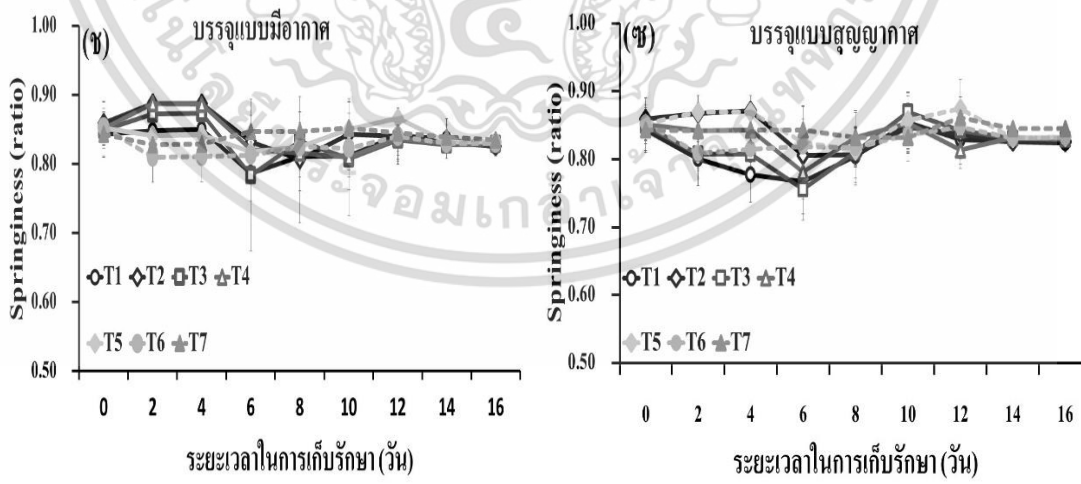 (ช) บรรจุแบบมีอากาศ
Springiness (ratio)
1.00
0.90
0.80
0.70
0.60
0.50
T1 T2 T3 T4
T5 T6 T7
0 2 4 6 8 10 12 14 16
ระยะเวลาในการเก็บรักษา (วัน)
(ซ) บรรจุแบบสุญญากาศ
Springiness (ratio)
1.00
0.90
0.80
0.70
0.60
0.50
T1 T2 T3 T4
T5 T6 T7
0 2 4 6 8 10 12 14 16
ระยะเวลาในการเก็บรักษา (วัน)